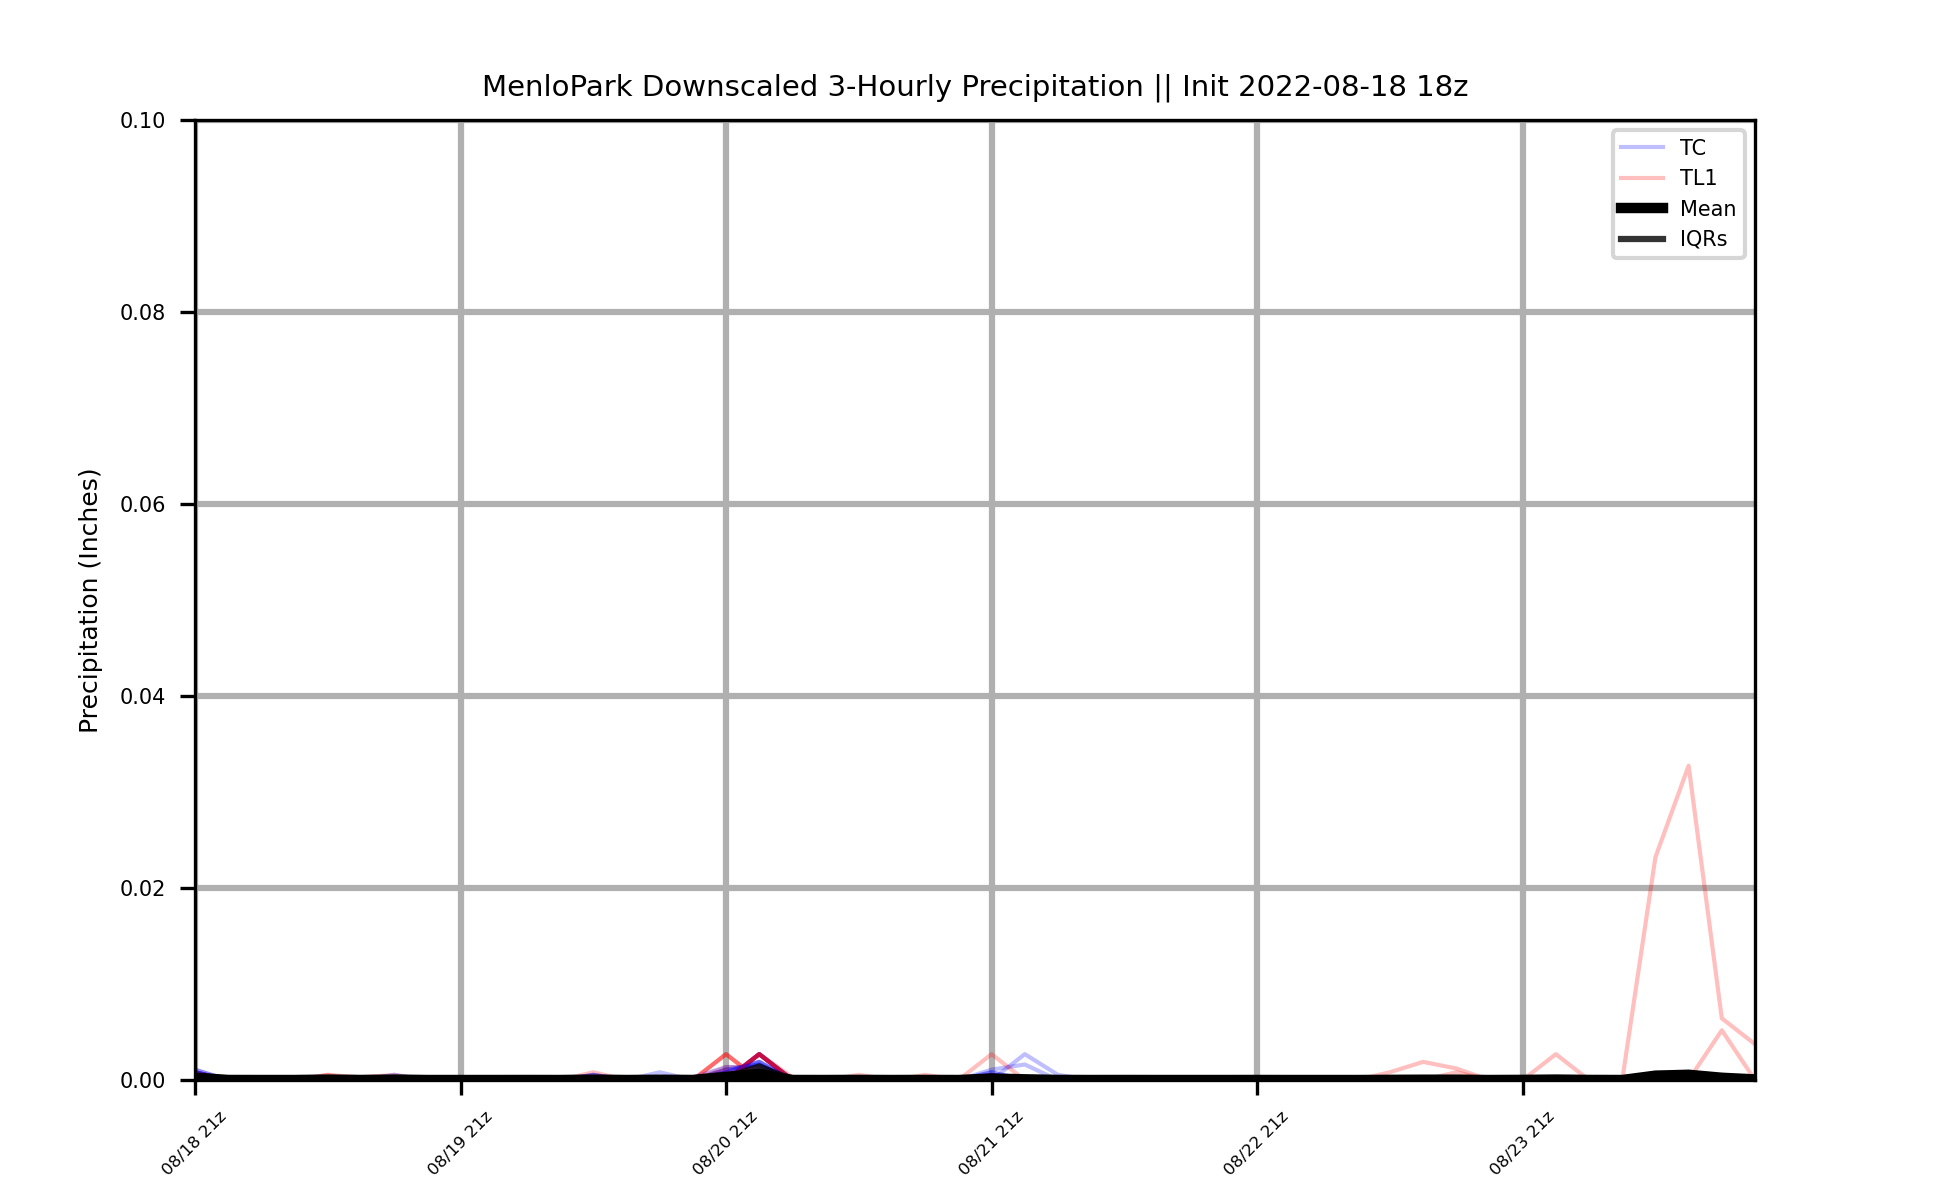 MenloPark Downscaled 3-Hourly Precipitation || Init 2022-08-18 18z
0.10
0.08
0.06
0.04
0.02
0.00
Precipitation (Inches)
TC
TL1
Mean
IQRs
08/18 21z
08/19 21z
08/20 21z
08/21 21z
08/22 21z
08/23 21z